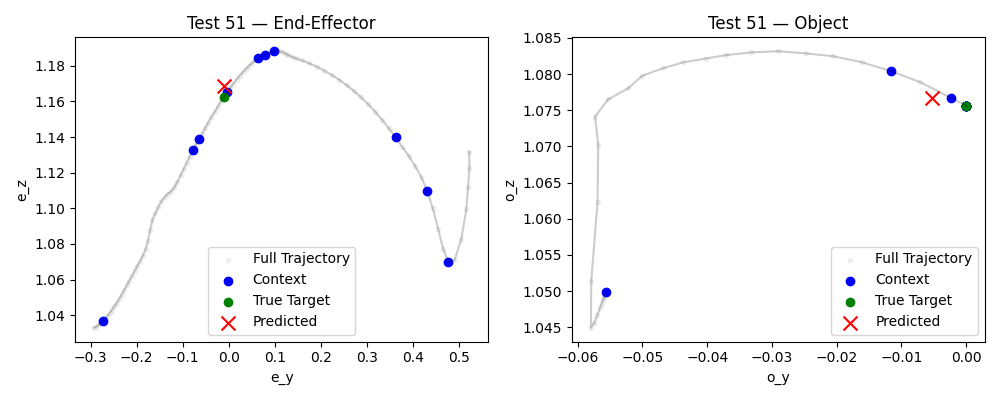 Test 51 — End-Effector
1.18
1.16
1.14
1.12
1.10
1.08
1.06
1.04
e_z
−0.3
−0.2
−0.1
0.0
0.1
0.2
0.3
0.4
0.5
e_y
Full Trajectory
Context
True Target
Predicted
Test 51 — Object
1.085
1.080
1.075
1.070
1.065
1.060
1.055
1.050
1.045
o_z
−0.06
−0.05
−0.04
−0.03
−0.02
−0.01
0.00
o_y
Full Trajectory
Context
True Target
Predicted